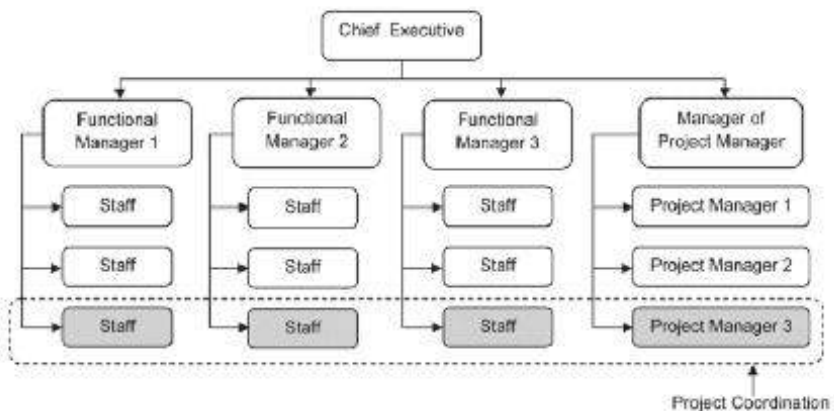 Chief Executive
Functional
Manager 1
Functional
Manager 2
Functional
Manager 3
Manager of
Project Manager
Staff
Staff
Staff
Project Manager 1
Staff
Staff
Staff
Project Manager 2
Staff
Staff
Staff
Project Manager 3
Project Coordination